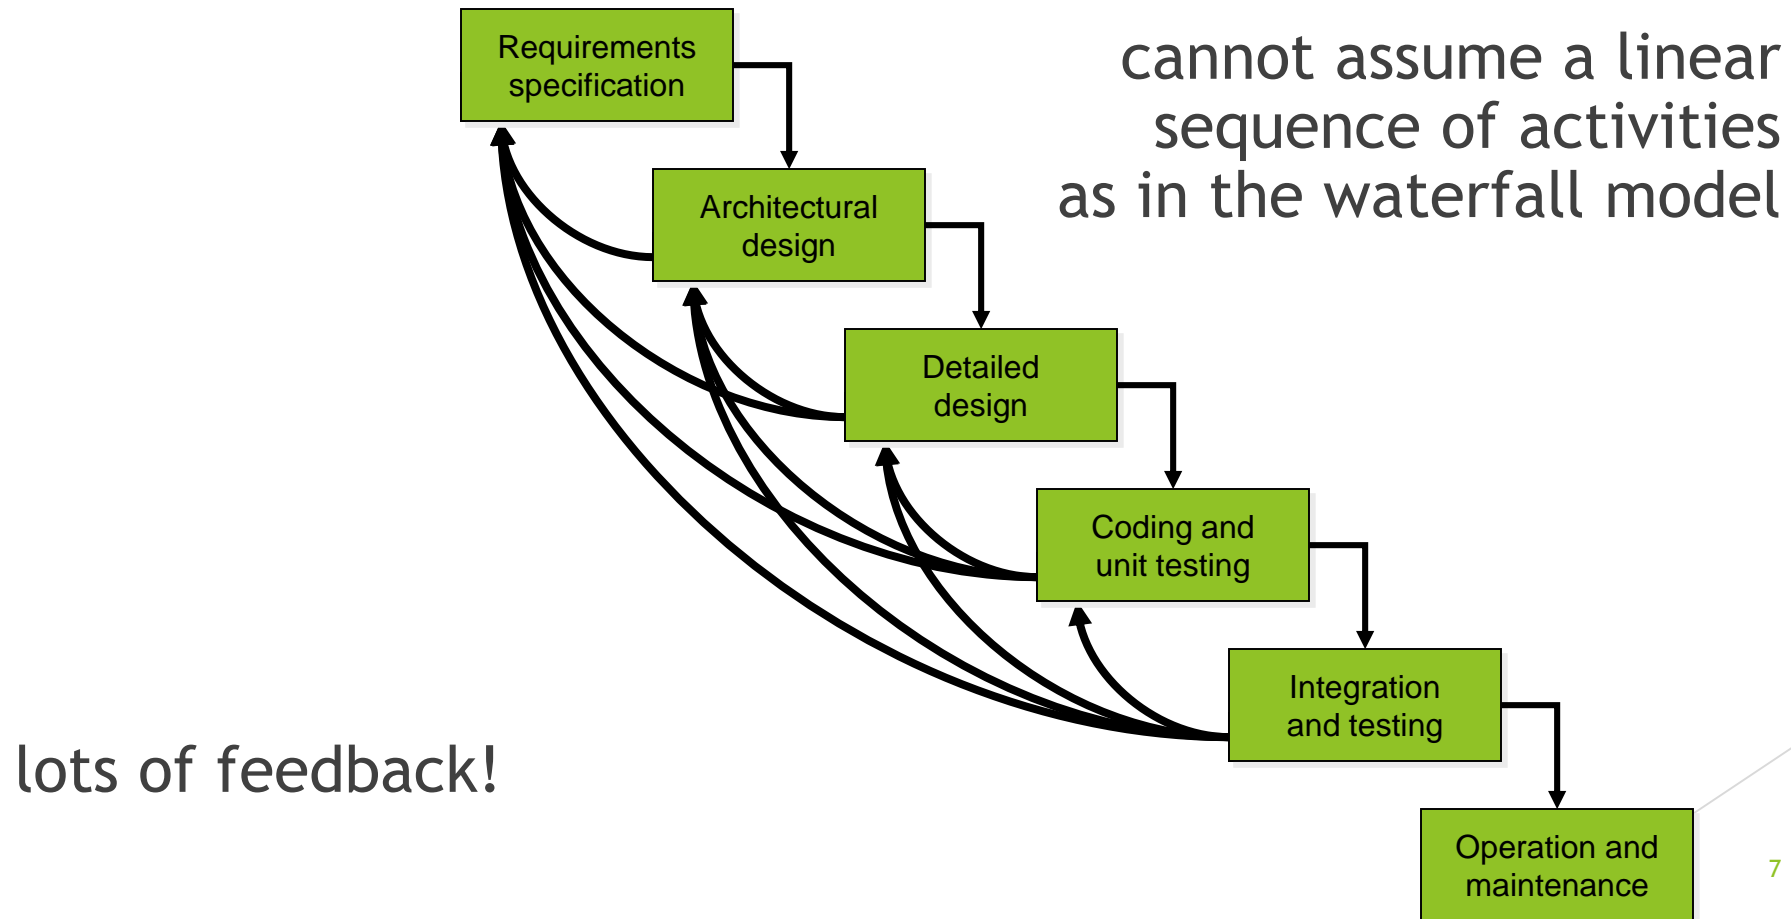 Requirements
specification
cannot assume a linear
sequence of activities
as in the waterfall model
Architectural
design
Detailed
design
Coding and
unit testing
Integration
and testing
lots of feedback!
Operation and
maintenance
7